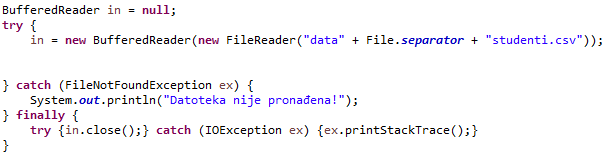 BufferedReader in = null;
try {
    in = new BufferedReader(new FileReader("data" + File.separator + "studenti.csv"));
} catch (FileNotFoundException ex) {
    System.out.println("Datoteka nije pronađena!");
} finally {
    try {in.close();} catch (IOException ex) {ex.printStackTrace();}
}